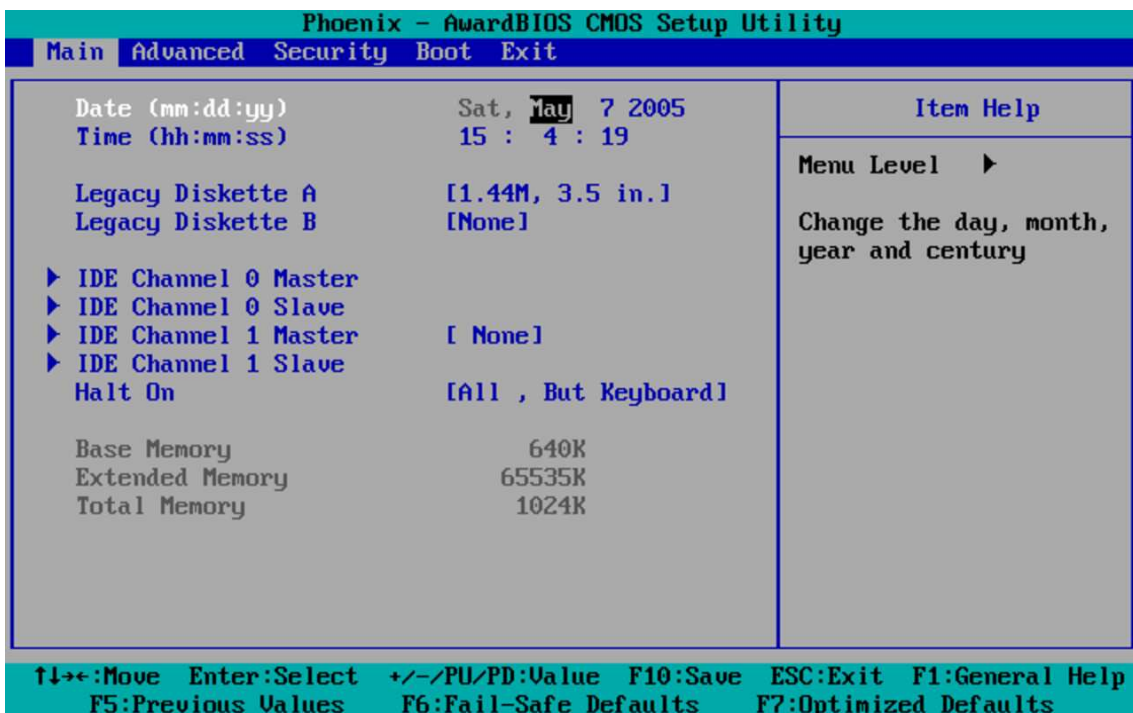 Phoenix - AwardBIOS CMOS Setup Utility
Main Advanced Security Boot Exit
Date (mm:dd:yy) Sat, May 7 2005
Time (hh:mm:ss) 15 : 4 : 19
Legacy Diskette A [1.44M, 3.5 in.]
Legacy Diskette B [None]
IDE Channel 0 Master
IDE Channel 0 Slave
IDE Channel 1 Master [ None]
IDE Channel 1 Slave
Halt On [All , But Keyboard]
Base Memory 640K
Extended Memory 65535K
Total Memory 1024K
Item Help
Menu Level
Change the day, month,
year and century
↑↓→←:Move Enter:Select +/-/PU/PD:Value F10:Save ESC:Exit F1:General Help
F5:Previous Values F6:Fail-Safe Defaults F7:Optimized Defaults